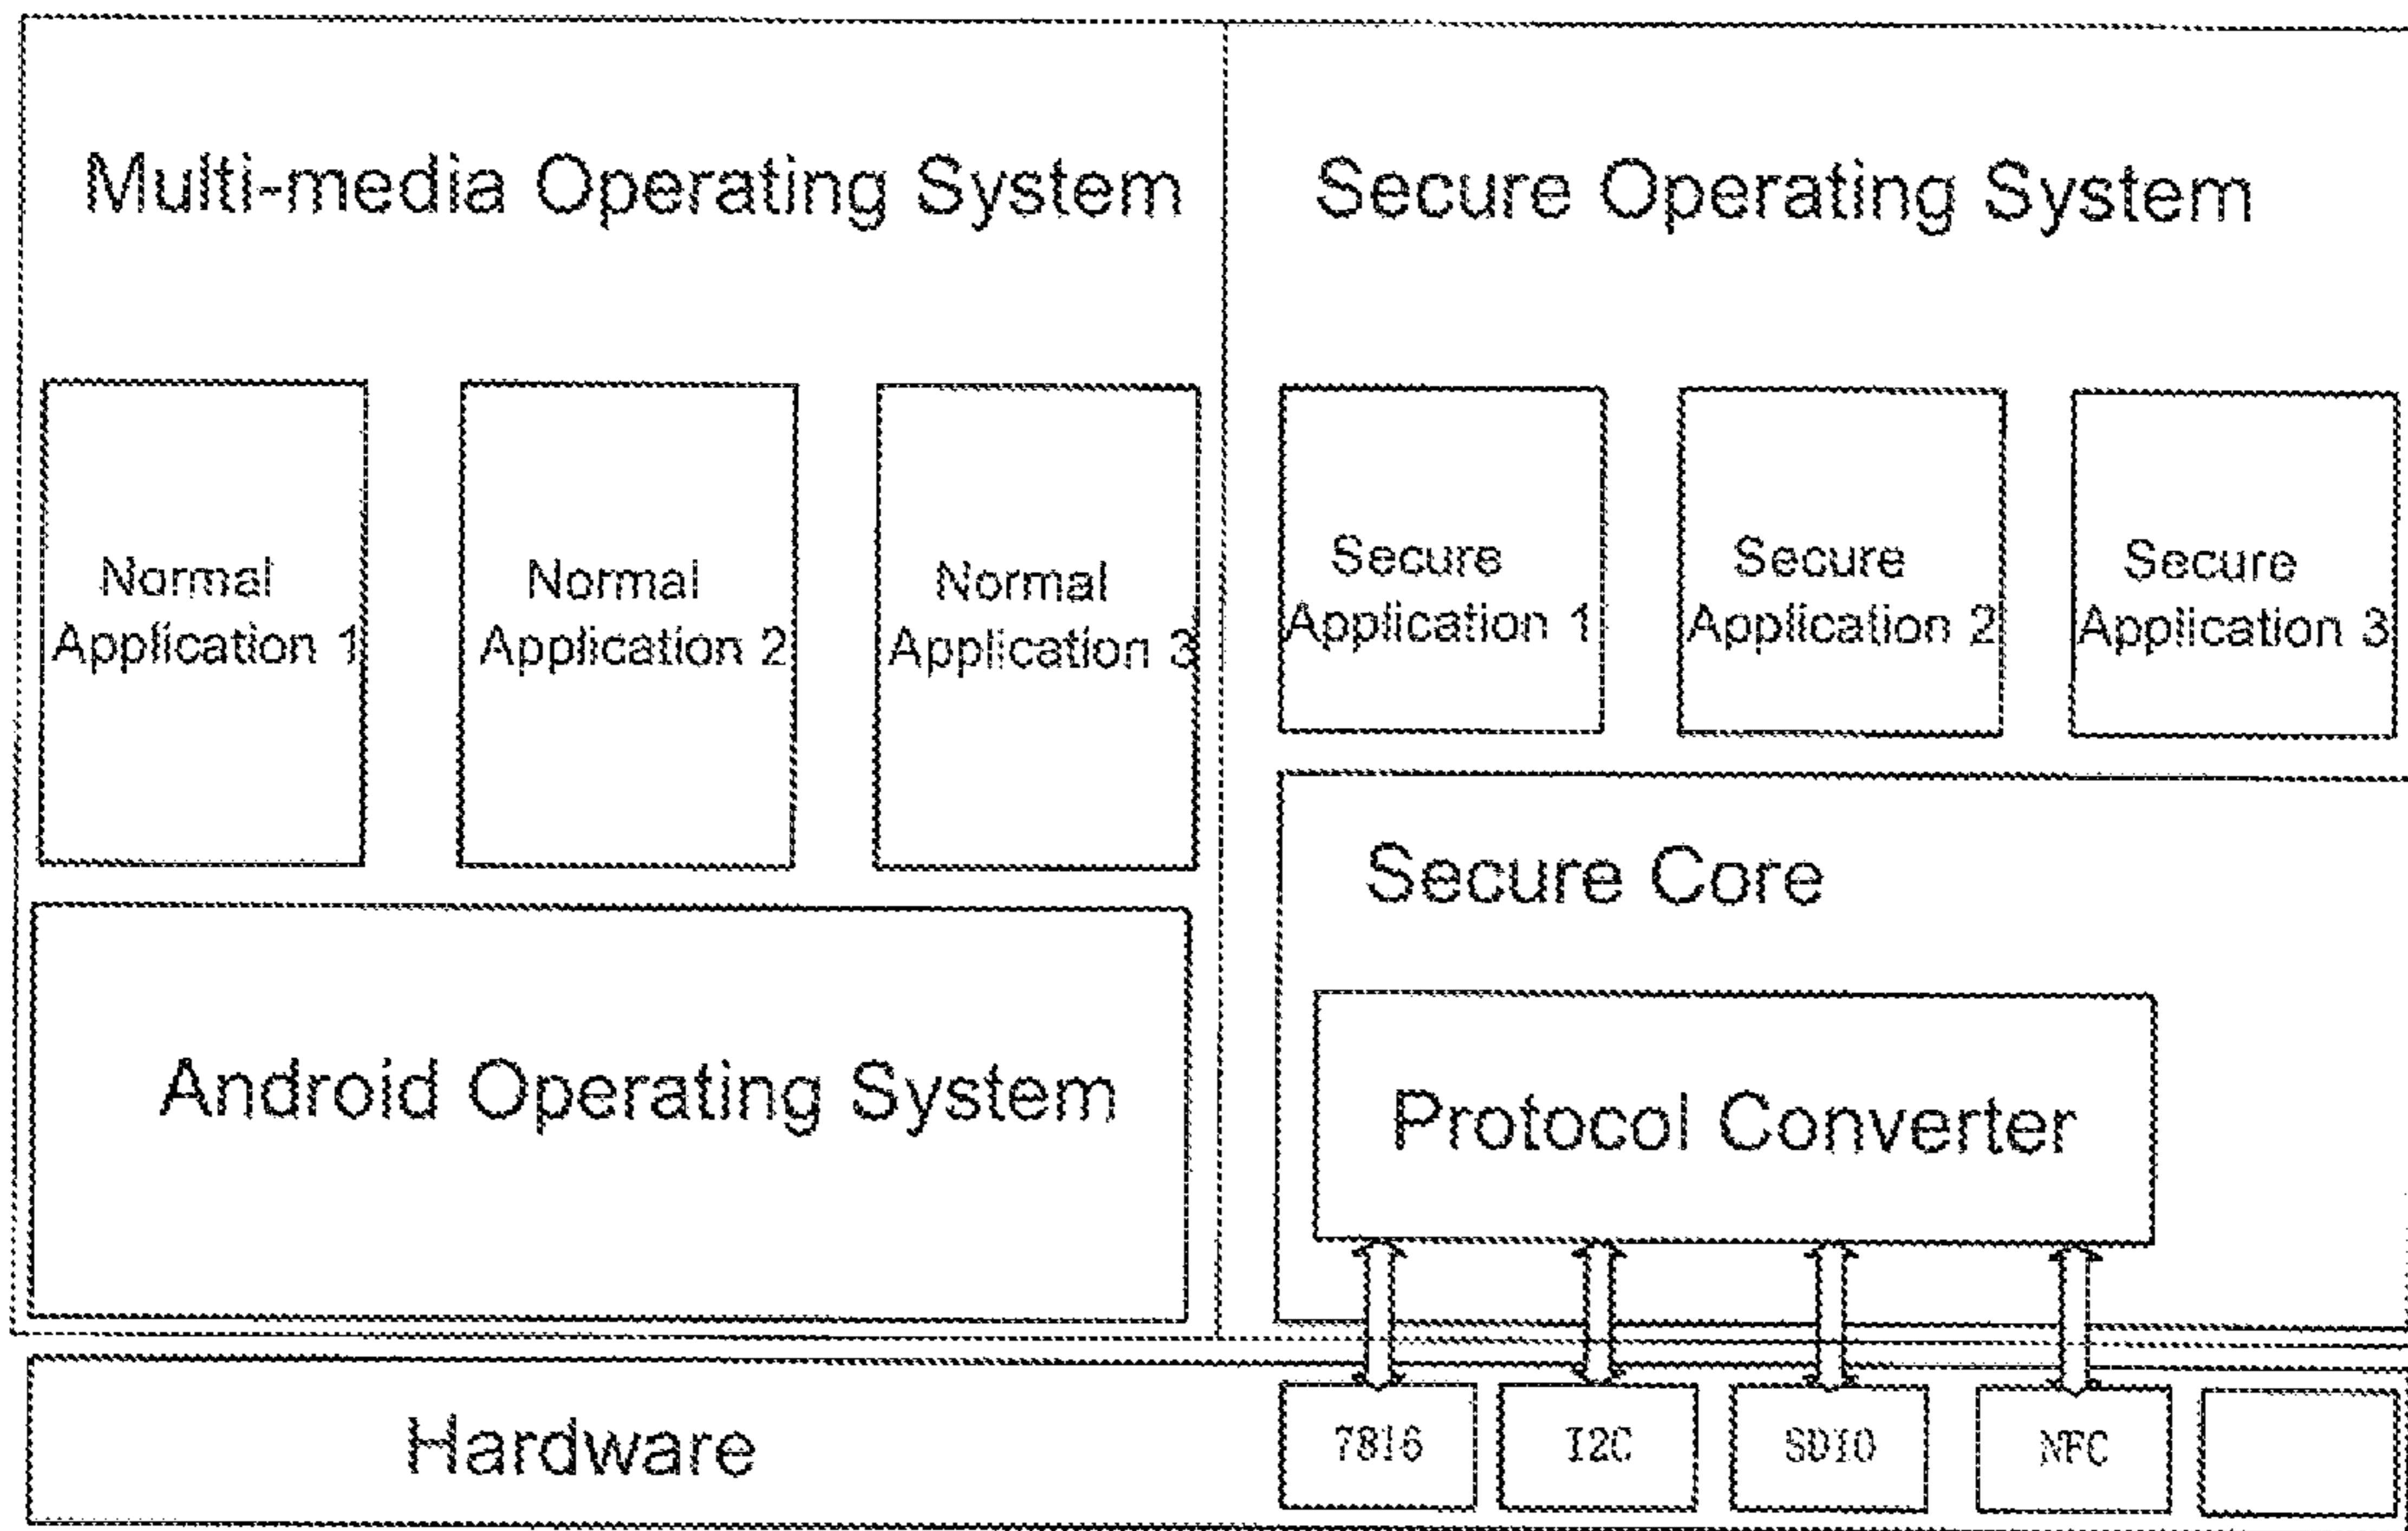 Multi-media Operating System
Secure Operating System
Normal
Application 1
Normal
Application 2
Normal
Application 3
Secure
Application 1
Secure
Application 2
Secure
Application 3
Secure Core
Android Operating System
Protocol Converter
Hardware
7816
I2C
SDIO
NFC